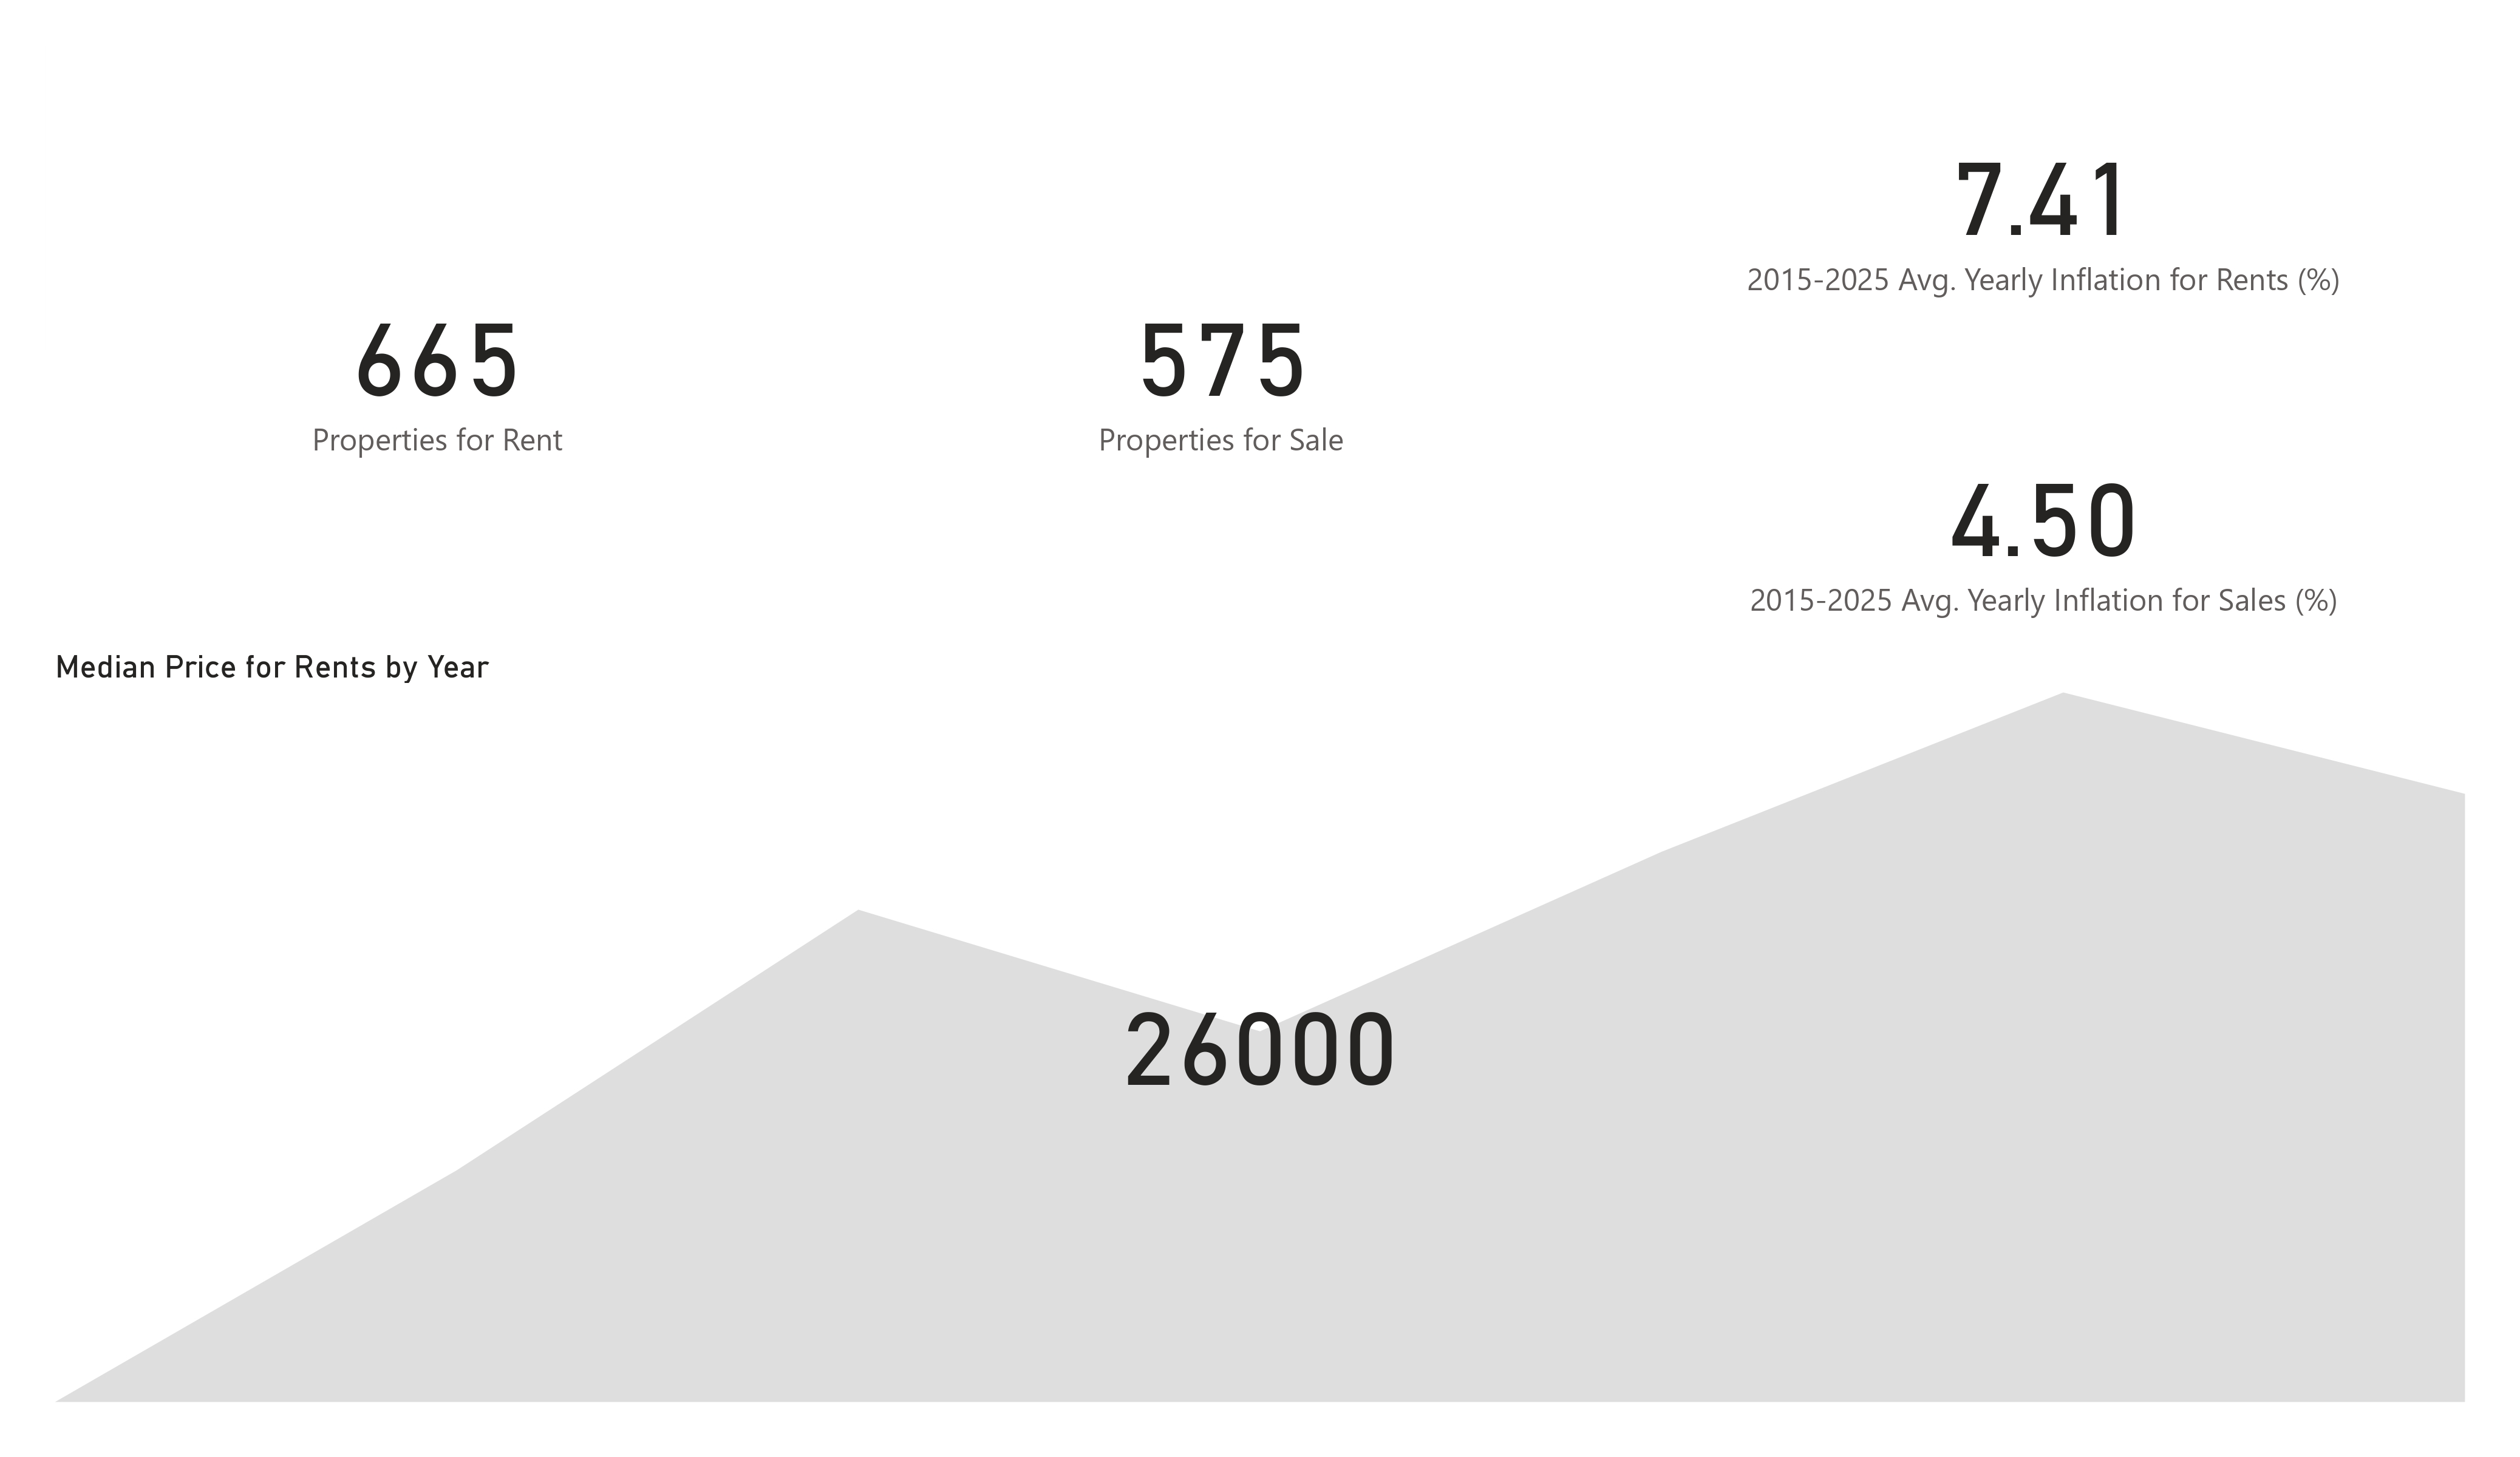 665
Properties for Rent
575
Properties for Sale
7.41
2015-2025 Avg. Yearly Inflation for Rents (%)
4.50
2015-2025 Avg. Yearly Inflation for Sales (%)
Median Price for Rents by Year
26000